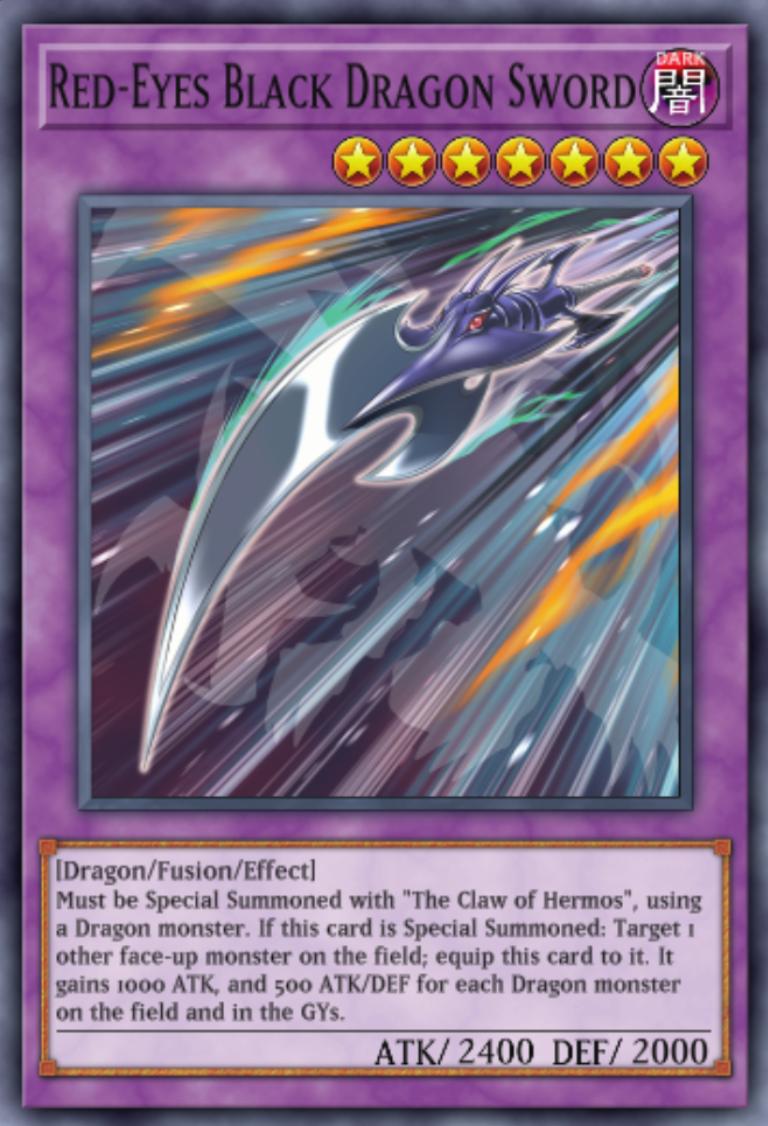 Red-Eyes Black Dragon Sword
DARK
闇
[Dragon/Fusion/Effect]
Must be Special Summoned with "The Claw of Hermos", using
a Dragon monster. If this card is Special Summoned: Target 1
other face-up monster on the field; equip this card to it. It
gains 1000 ATK, and 500 ATK/DEF for each Dragon monster
on the field and in the GYs.
ATK/ 2400 DEF/ 2000